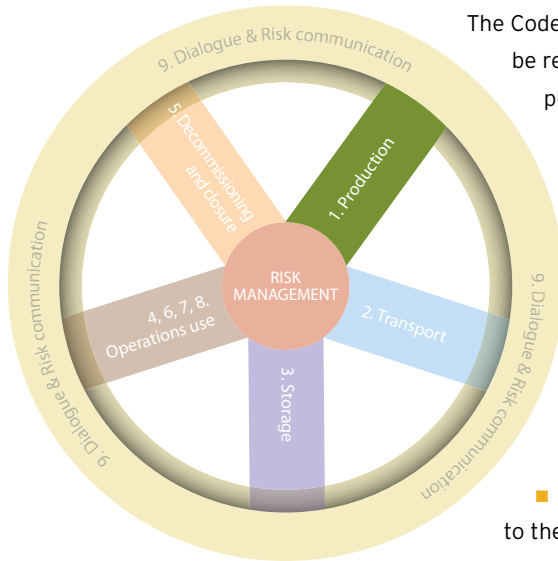 The Code
be re
p
9. Dialogue & Risk communication
5. Decommissioning
and closure
1. Production
RISK
MANAGEMENT
4, 6, 7, 8.
Operations use
2. Transport
3. Storage
9. Dialogue & Risk communication
9. Dialogue & Risk communication
to the